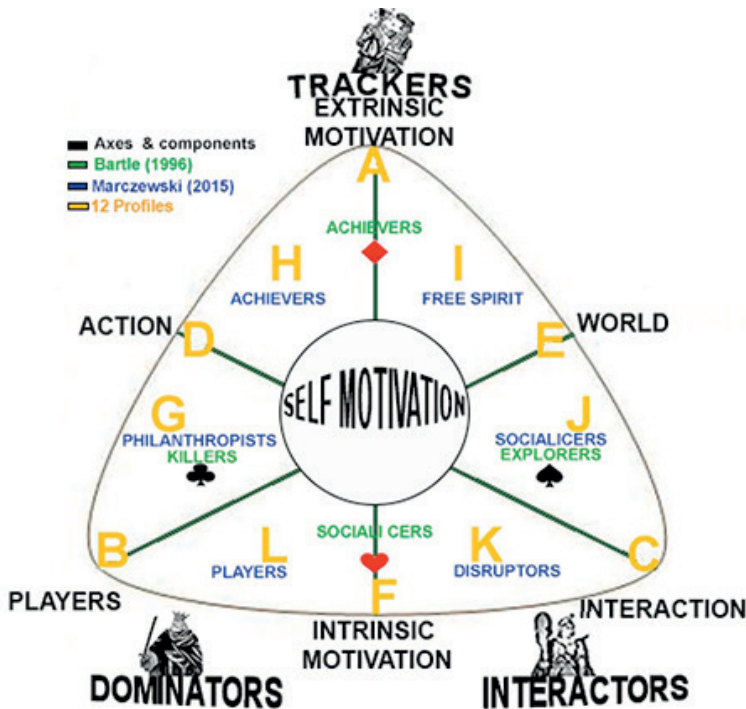 TRACKERS
EXTRINSIC
MOTIVATION
Axes & components
Bartle (1996)
Marczewski (2015)
12 Profiles
A
ACHIEVERS
H
I
ACHIEVERS
FREE SPIRIT
ACTION
WORLD
D
E
SELF MOTIVATION
G
J
PHILANTHROPISTS
KILLERS
SOCIALICERS
EXPLORERS
SOCIALI CERS
B
L
K
C
PLAYERS
DISRUPTORS
F
PLAYERS
INTERACTION
INTRINSIC
MOTIVATION
DOMINATORS
INTERACTORS